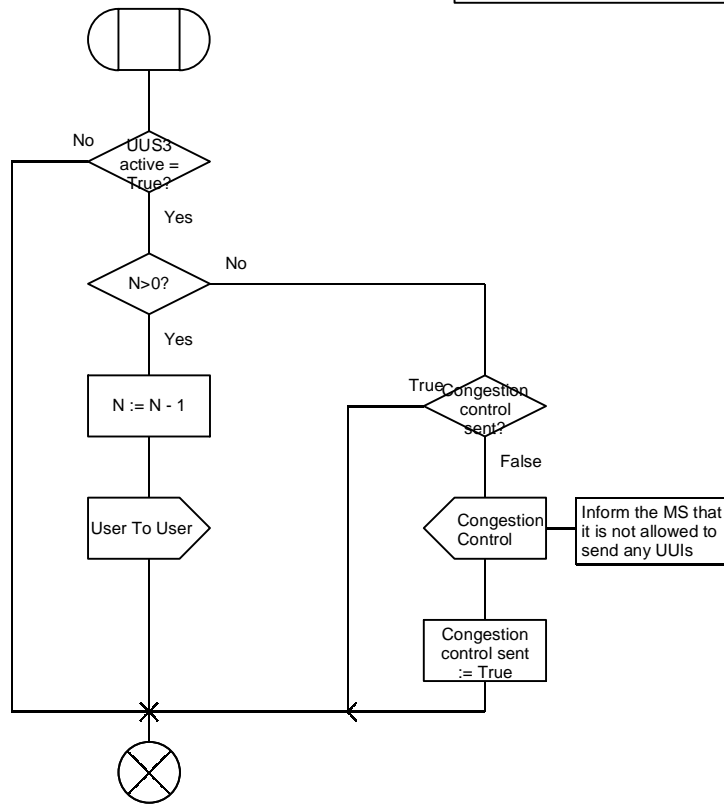 No
UUS3
active =
True?
Yes
N>0?
No
Yes
N := N - 1
True
Congestion
control
sent?
False
User To User
Congestion
Control
Inform the MS that
it is not allowed to
send any UUIs
Congestion
control sent
:= True